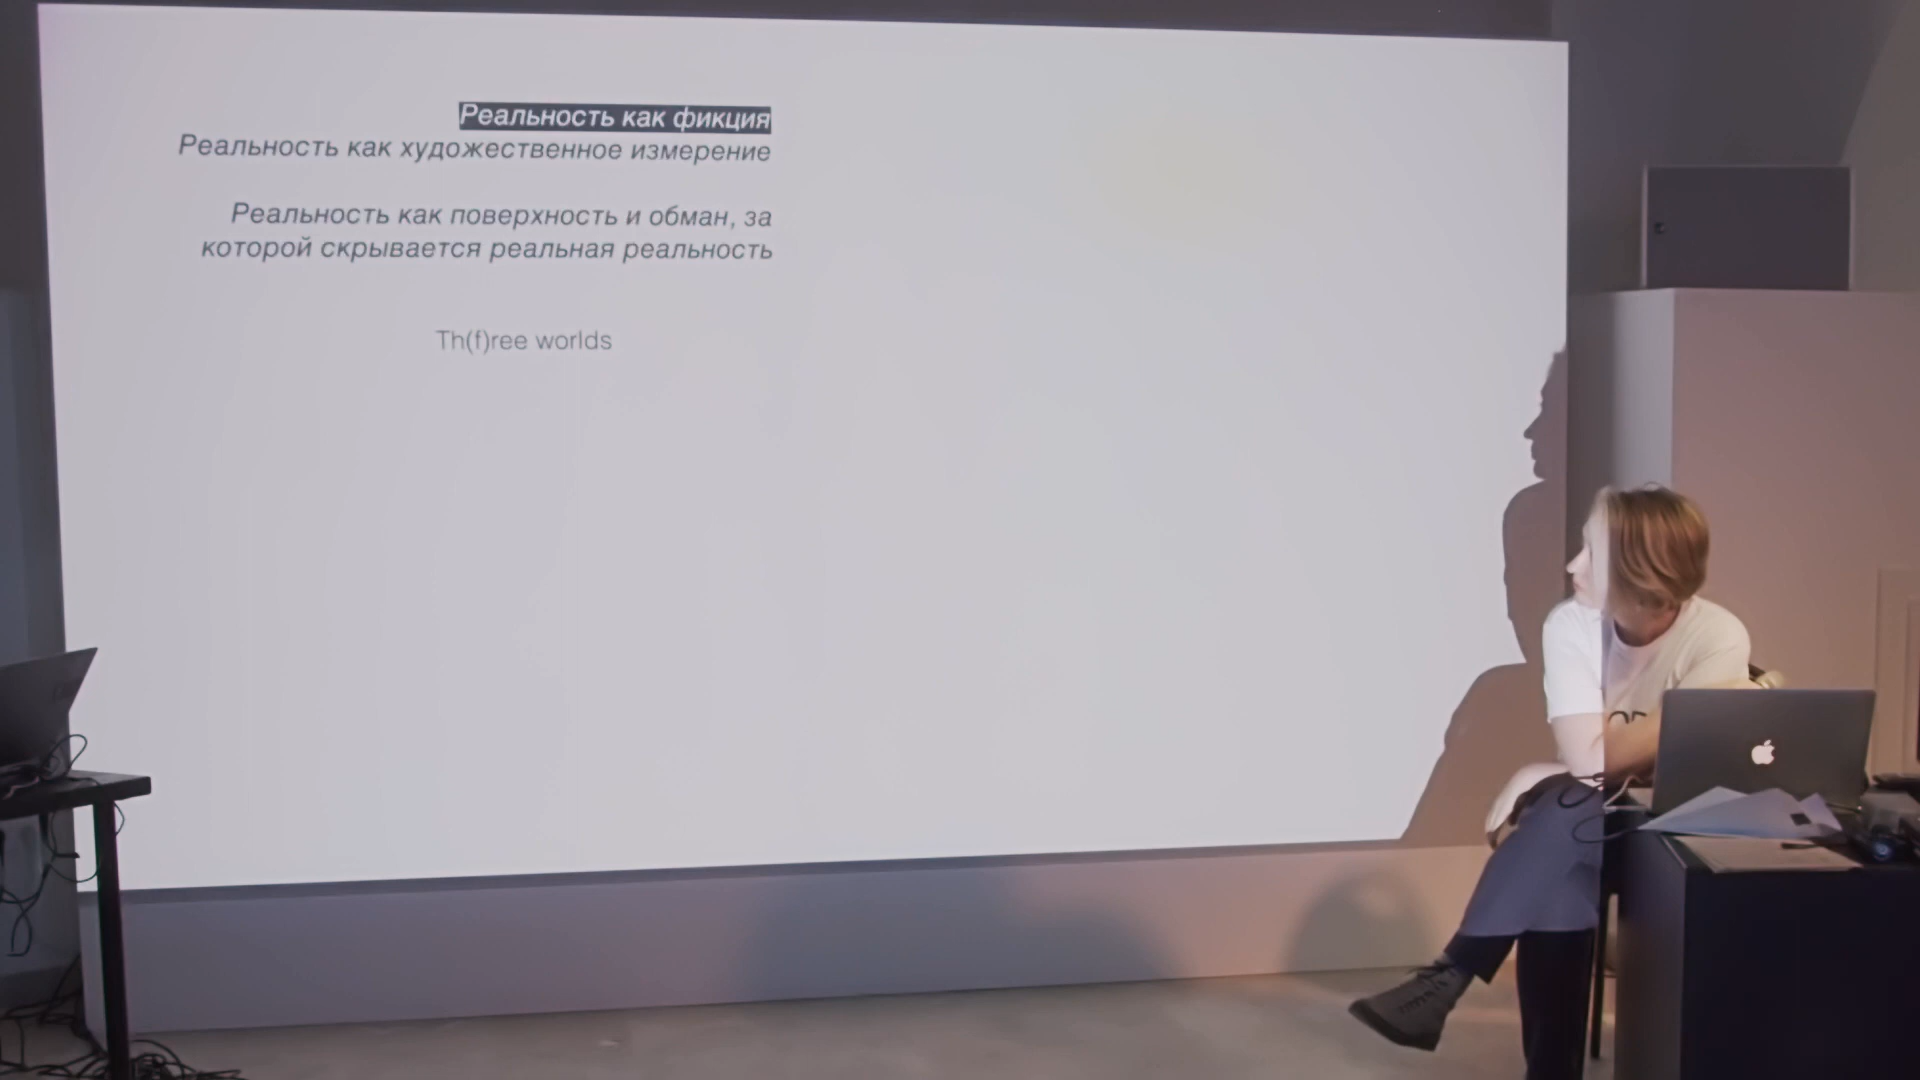 Реальность как фикция
Реальность как художественное измерение
Реальность как поверхность и обман, за
которой скрывается реальная реальность
Th(f)ree worlds